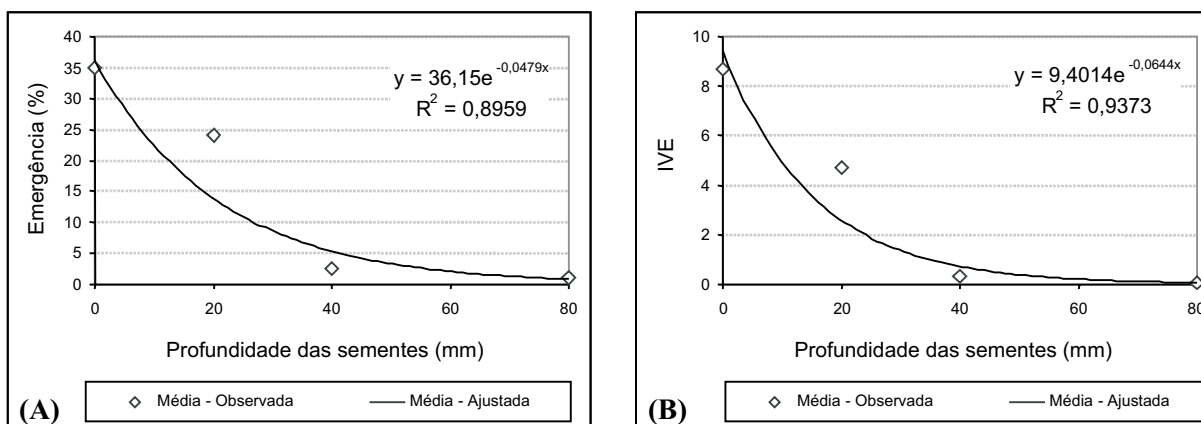 40
35
30
25
20
15
10
5
0
Emergência (%)
y = 36,15e^-0,0479x
R^2 = 0,8959
0 20 40 60 80
Profundidade das sementes (mm)
(A)
Média - Observada Média - Ajustada
10
8
6
4
2
0
IVE
y = 9,4014e^-0,0644x
R^2 = 0,9373
0 20 40 60 80
Profundidade das sementes (mm)
(B)
Média - Observada Média - Ajustada